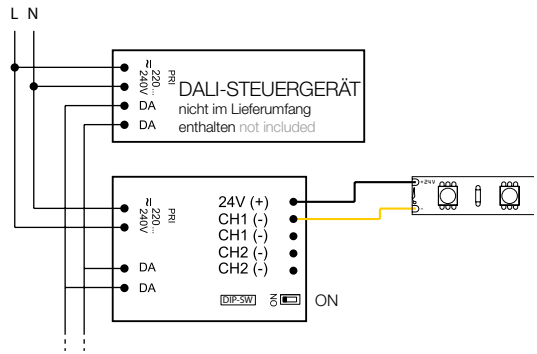 L N
≈ 220...
240V
PRI
DA
DA
DALI-STEUERGERÄT
nicht im Lieferumfang
enthalten not included
≈ 220...
240V
PRI
DA
DA
24V (+)
CH1 (-)
CH1 (-)
CH2 (-)
CH2 (-)
DIP-SW
ON
ON
+24V
-